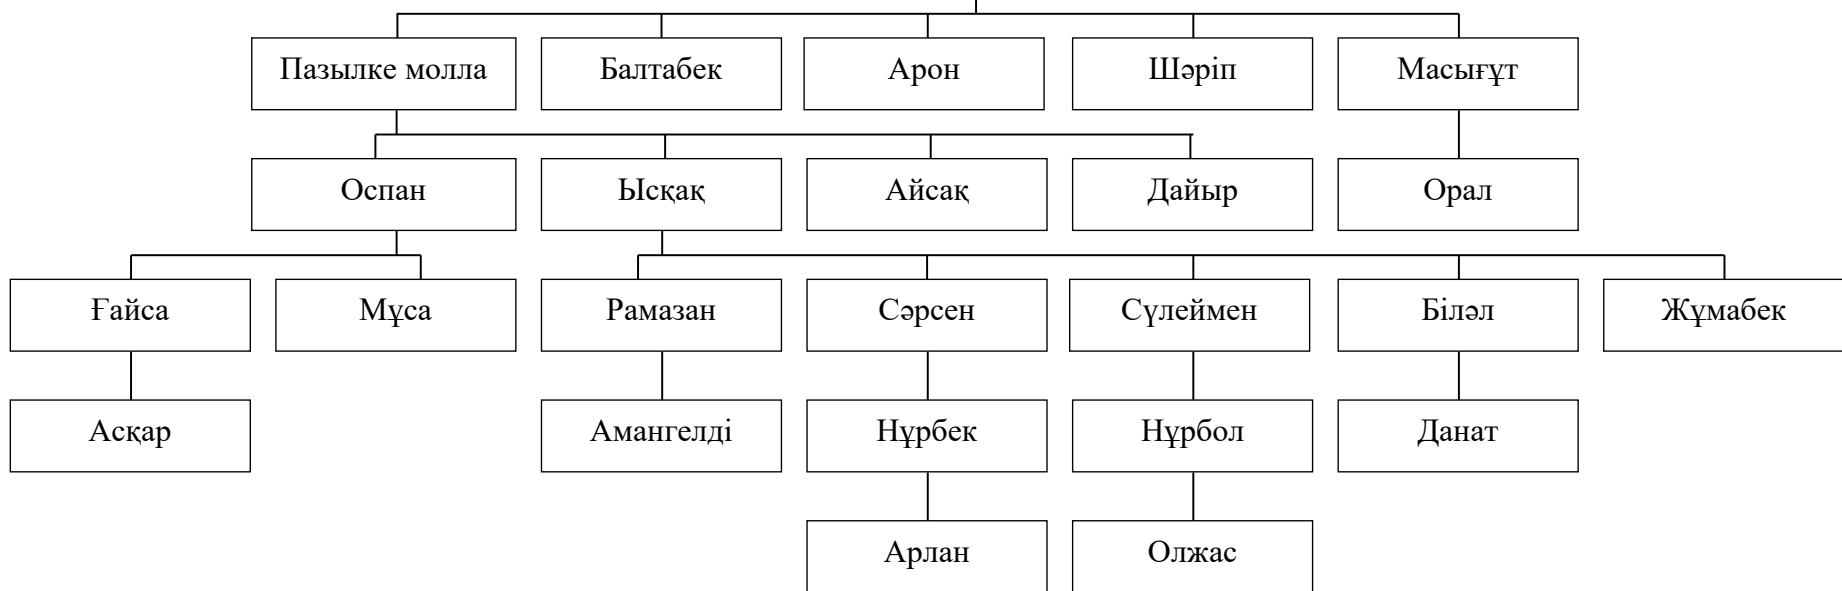 Пазылке молла Балтабек Арон Шәріп Масығұт
Оспан Ысқақ Айсақ Дайыр Орал
Ғайса Мұса Рамазан Сәрсен Сүлеймен Біләл Жұмабек
Асқар Амангелді Нұрбек Нұрбол Данат
Арлан Олжас